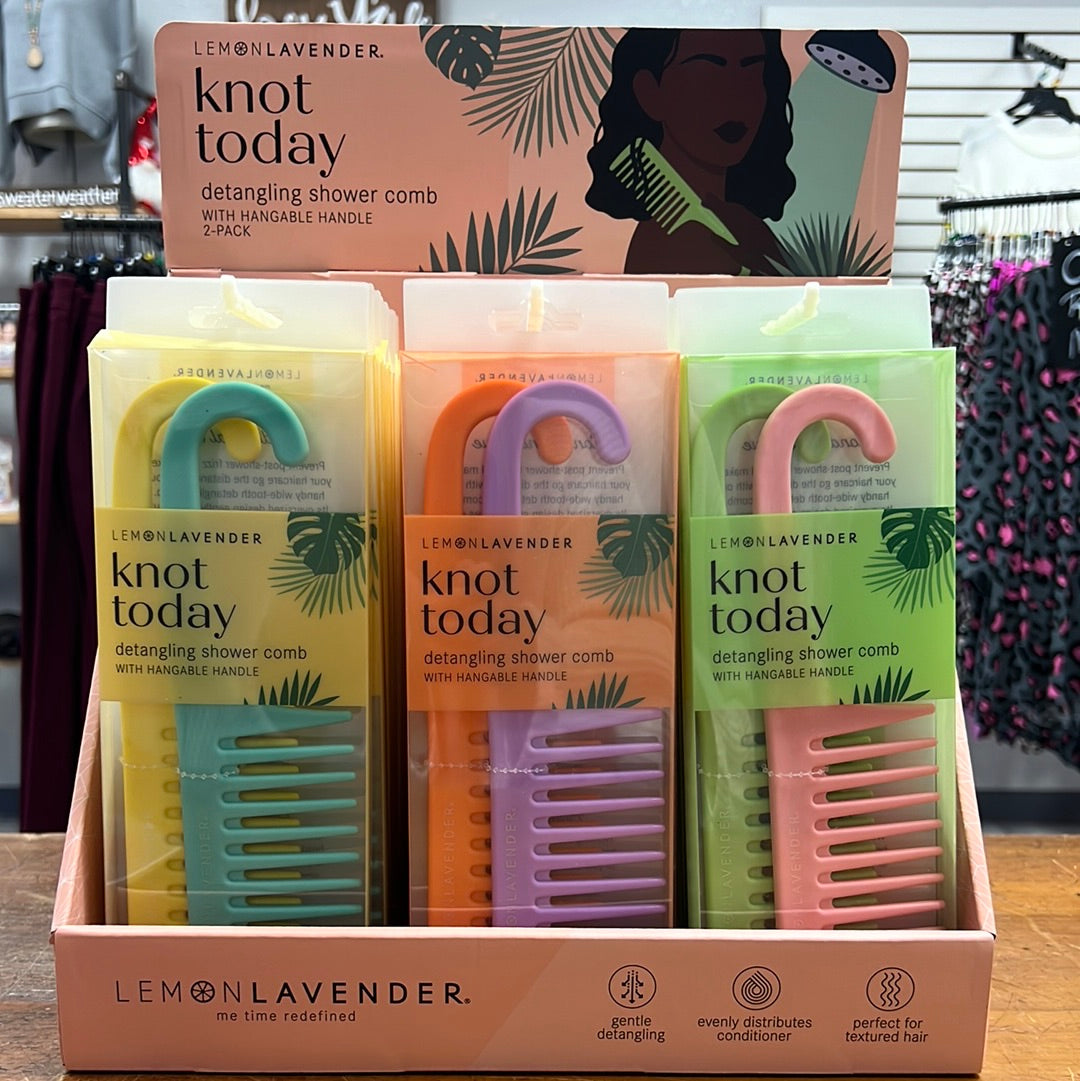 LEMONLAVENDER®
knot
today
detangling shower comb
WITH HANGABLE HANDLE
2-PACK
sweaterweather
LEMONLAVENDER
knot
today
detangling shower comb
WITH HANGABLE HANDLE
LEMONLAVENDER
knot
today
detangling shower comb
WITH HANGABLE HANDLE
LEMONLAVENDER
knot
today
detangling shower comb
WITH HANGABLE HANDLE
LEMONLAVENDER®
me time redefined
gentle
detangling
evenly distributes
conditioner
perfect for
textured hair